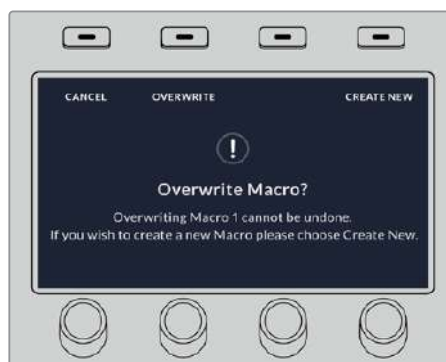 CANCEL OVERWRITE CREATE NEW
Overwrite Macro?
Overwriting Macro 1 cannot be undone.
If you wish to create a new Macro please choose Create New.